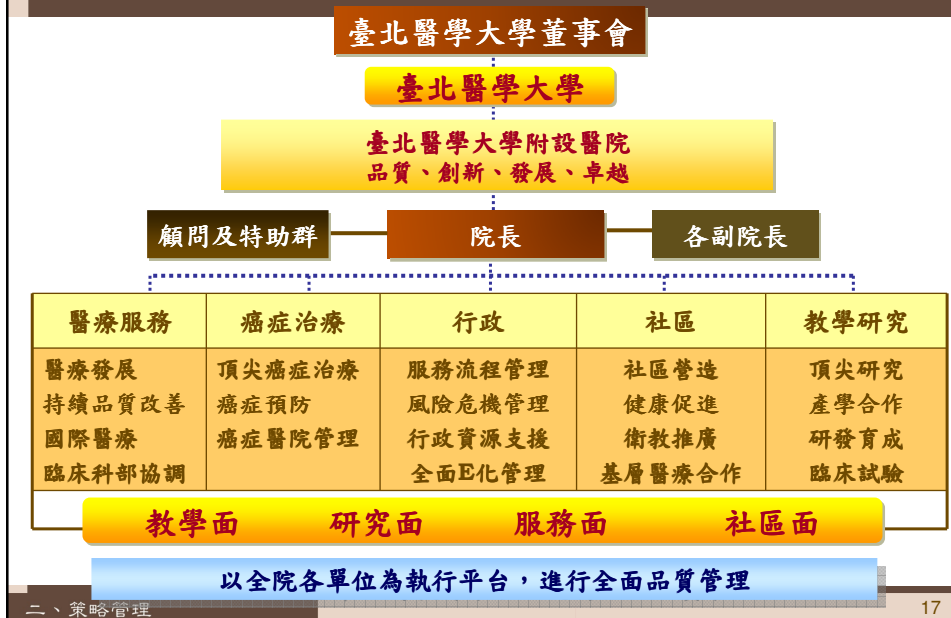 臺北醫學大學董事會
臺北醫學大學
臺北醫學大學附設醫院
品質、創新、發展、卓越
顧問及特助群
院長
各副院長
醫療服務
癌症治療
行政
社區
教學研究
醫療發展
持續品質改善
國際醫療
臨床科部協調
頂尖癌症治療
癌症預防
癌症醫院管理
服務流程管理
風險危機管理
行政資源支援
全面E化管理
社區營造
健康促進
衛教推廣
基層醫療合作
頂尖研究
產學合作
研發育成
臨床試驗
教學面 研究面 服務面 社區面
以全院各單位為執行平台，進行全面品質管理
二、策略管理
17